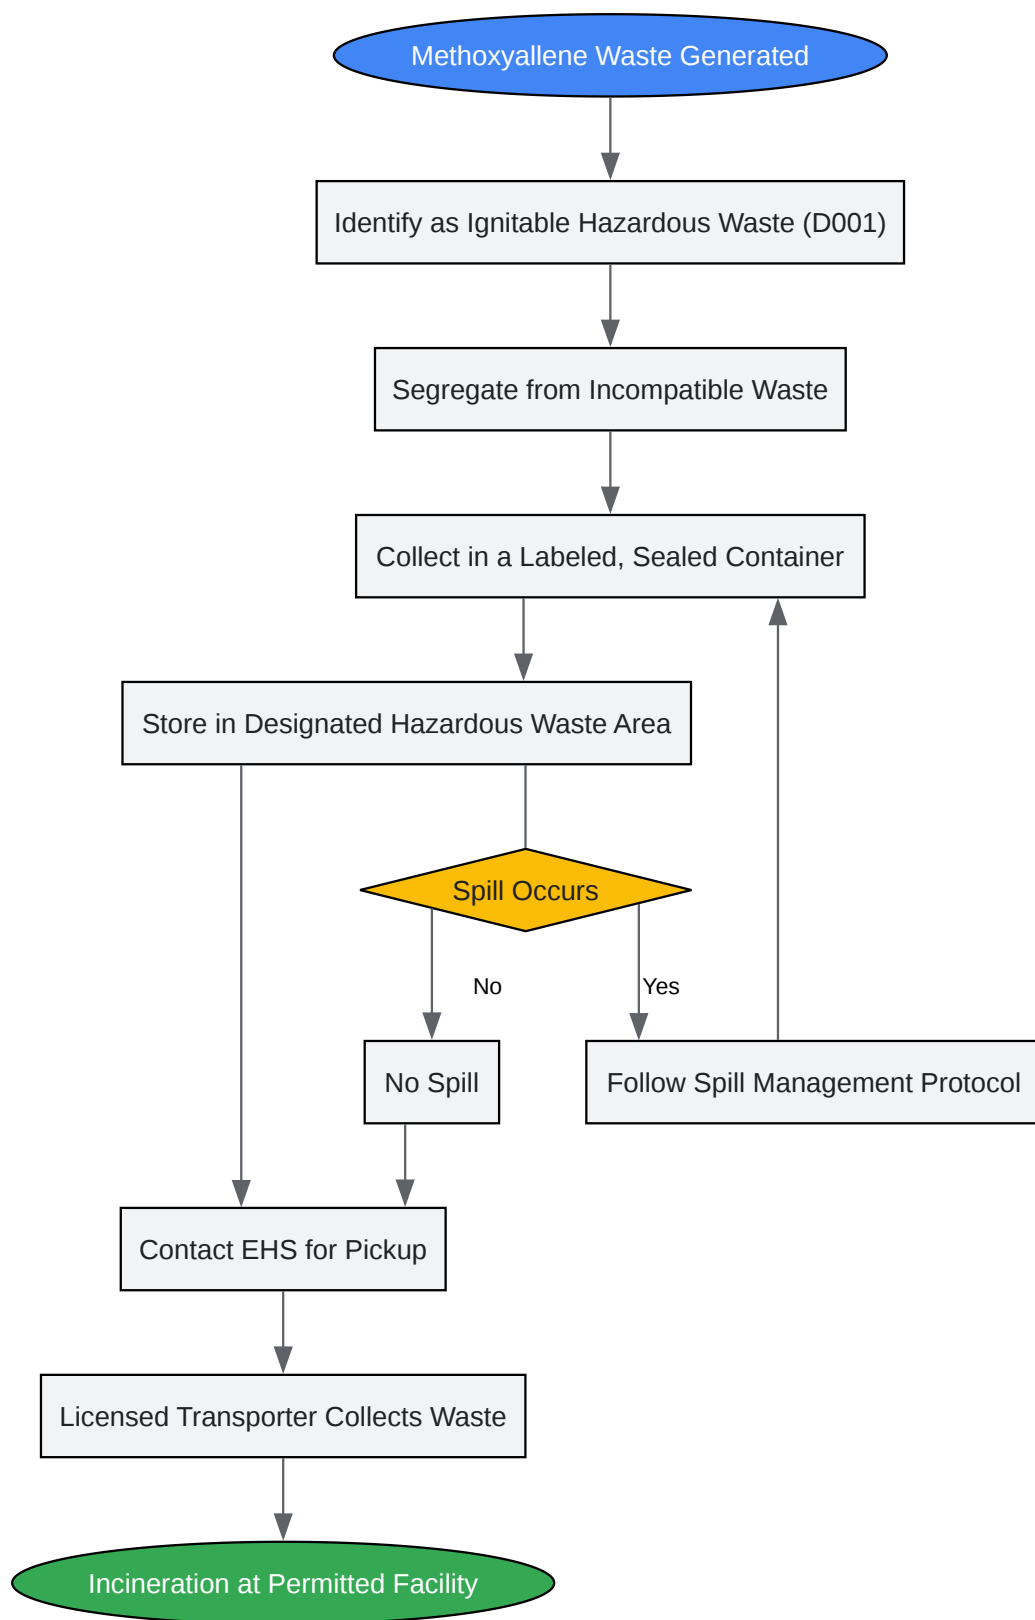 Methoxyallene Waste Generated
Identify as Ignitable Hazardous Waste (D001)
Segregate from Incompatible Waste
Collect in a Labeled, Sealed Container
Store in Designated Hazardous Waste Area
Spill Occurs
No
Yes
No Spill
Follow Spill Management Protocol
Contact EHS for Pickup
Licensed Transporter Collects Waste
Incineration at Permitted Facility